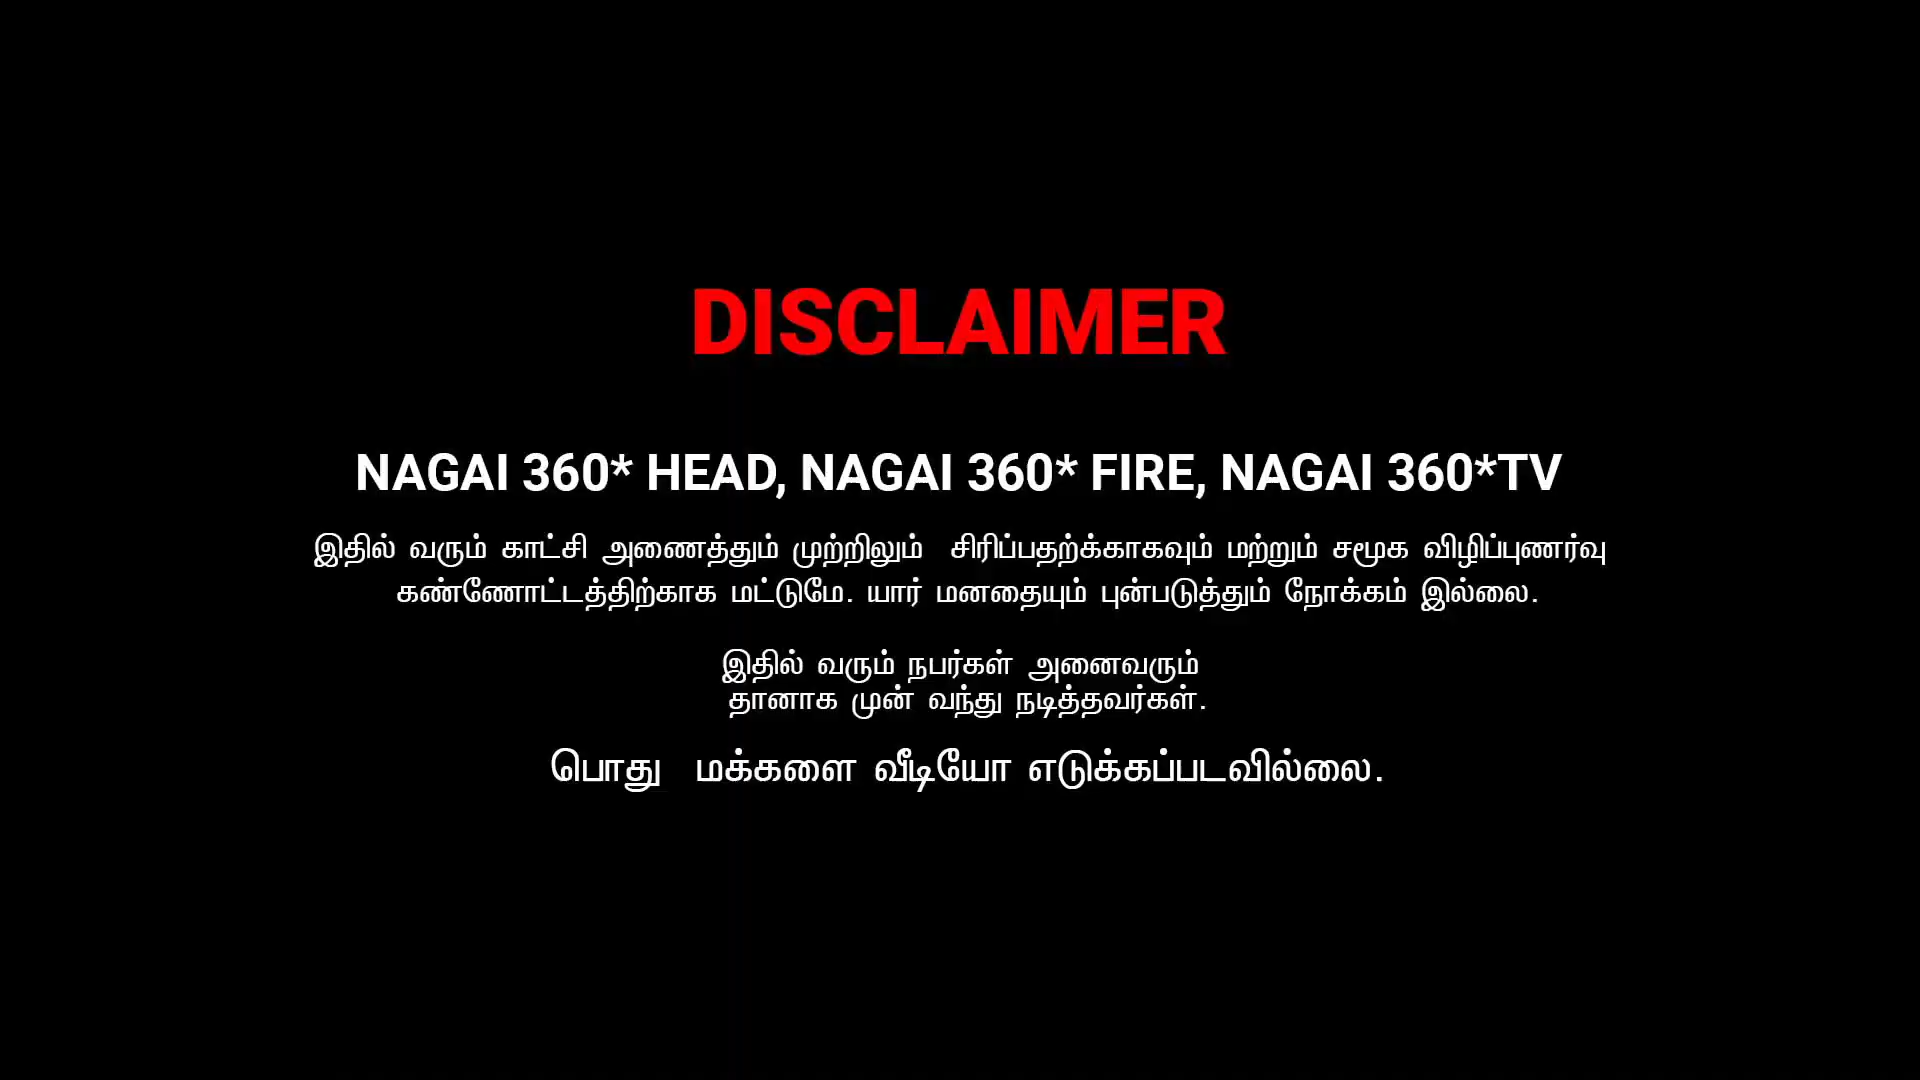 DISCLAIMER
NAGAI 360* HEAD, NAGAI 360* FIRE, NAGAI 360*TV
இதில் வரும் காட்சி அணைத்தும் முற்றிலும் சிரிப்பதற்க்காகவும் மற்றும் சமூக விழிப்புணர்வு
கண்ணோட்டத்திற்காக மட்டுமே. யார் மனதையும் புன்படுத்தும் நோக்கம் இல்லை.
இதில் வரும் நபர்கள் அனைவரும்
தானாக முன் வந்து நடித்தவர்கள்.
பொது மக்களை வீடியோ எடுக்கப்படவில்லை.